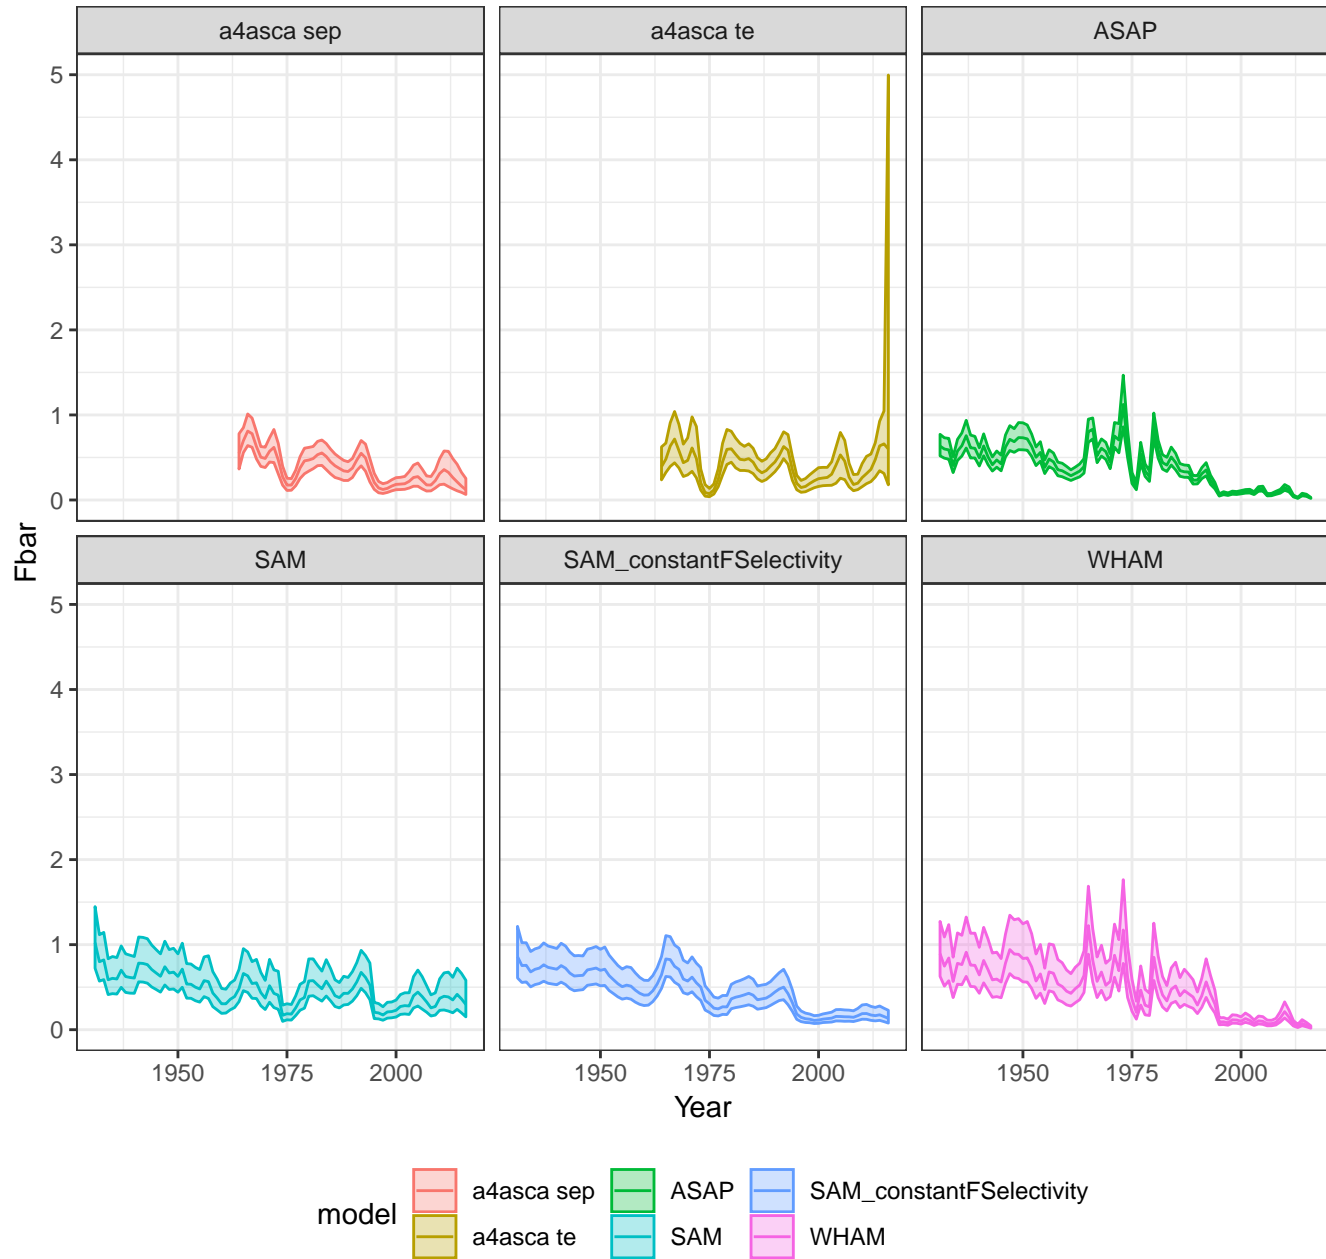 a4asca sep a4asca te ASAP
5
4
3
2
1
0
SAM SAM_constantFSelectivity WHAM
5
4
3
2
1
0
Fbar
1950 1975 2000 1950 1975 2000 1950 1975 2000
Year
model
a4asca sep ASAP SAM_constantFSelectivity
a4asca te SAM WHAM